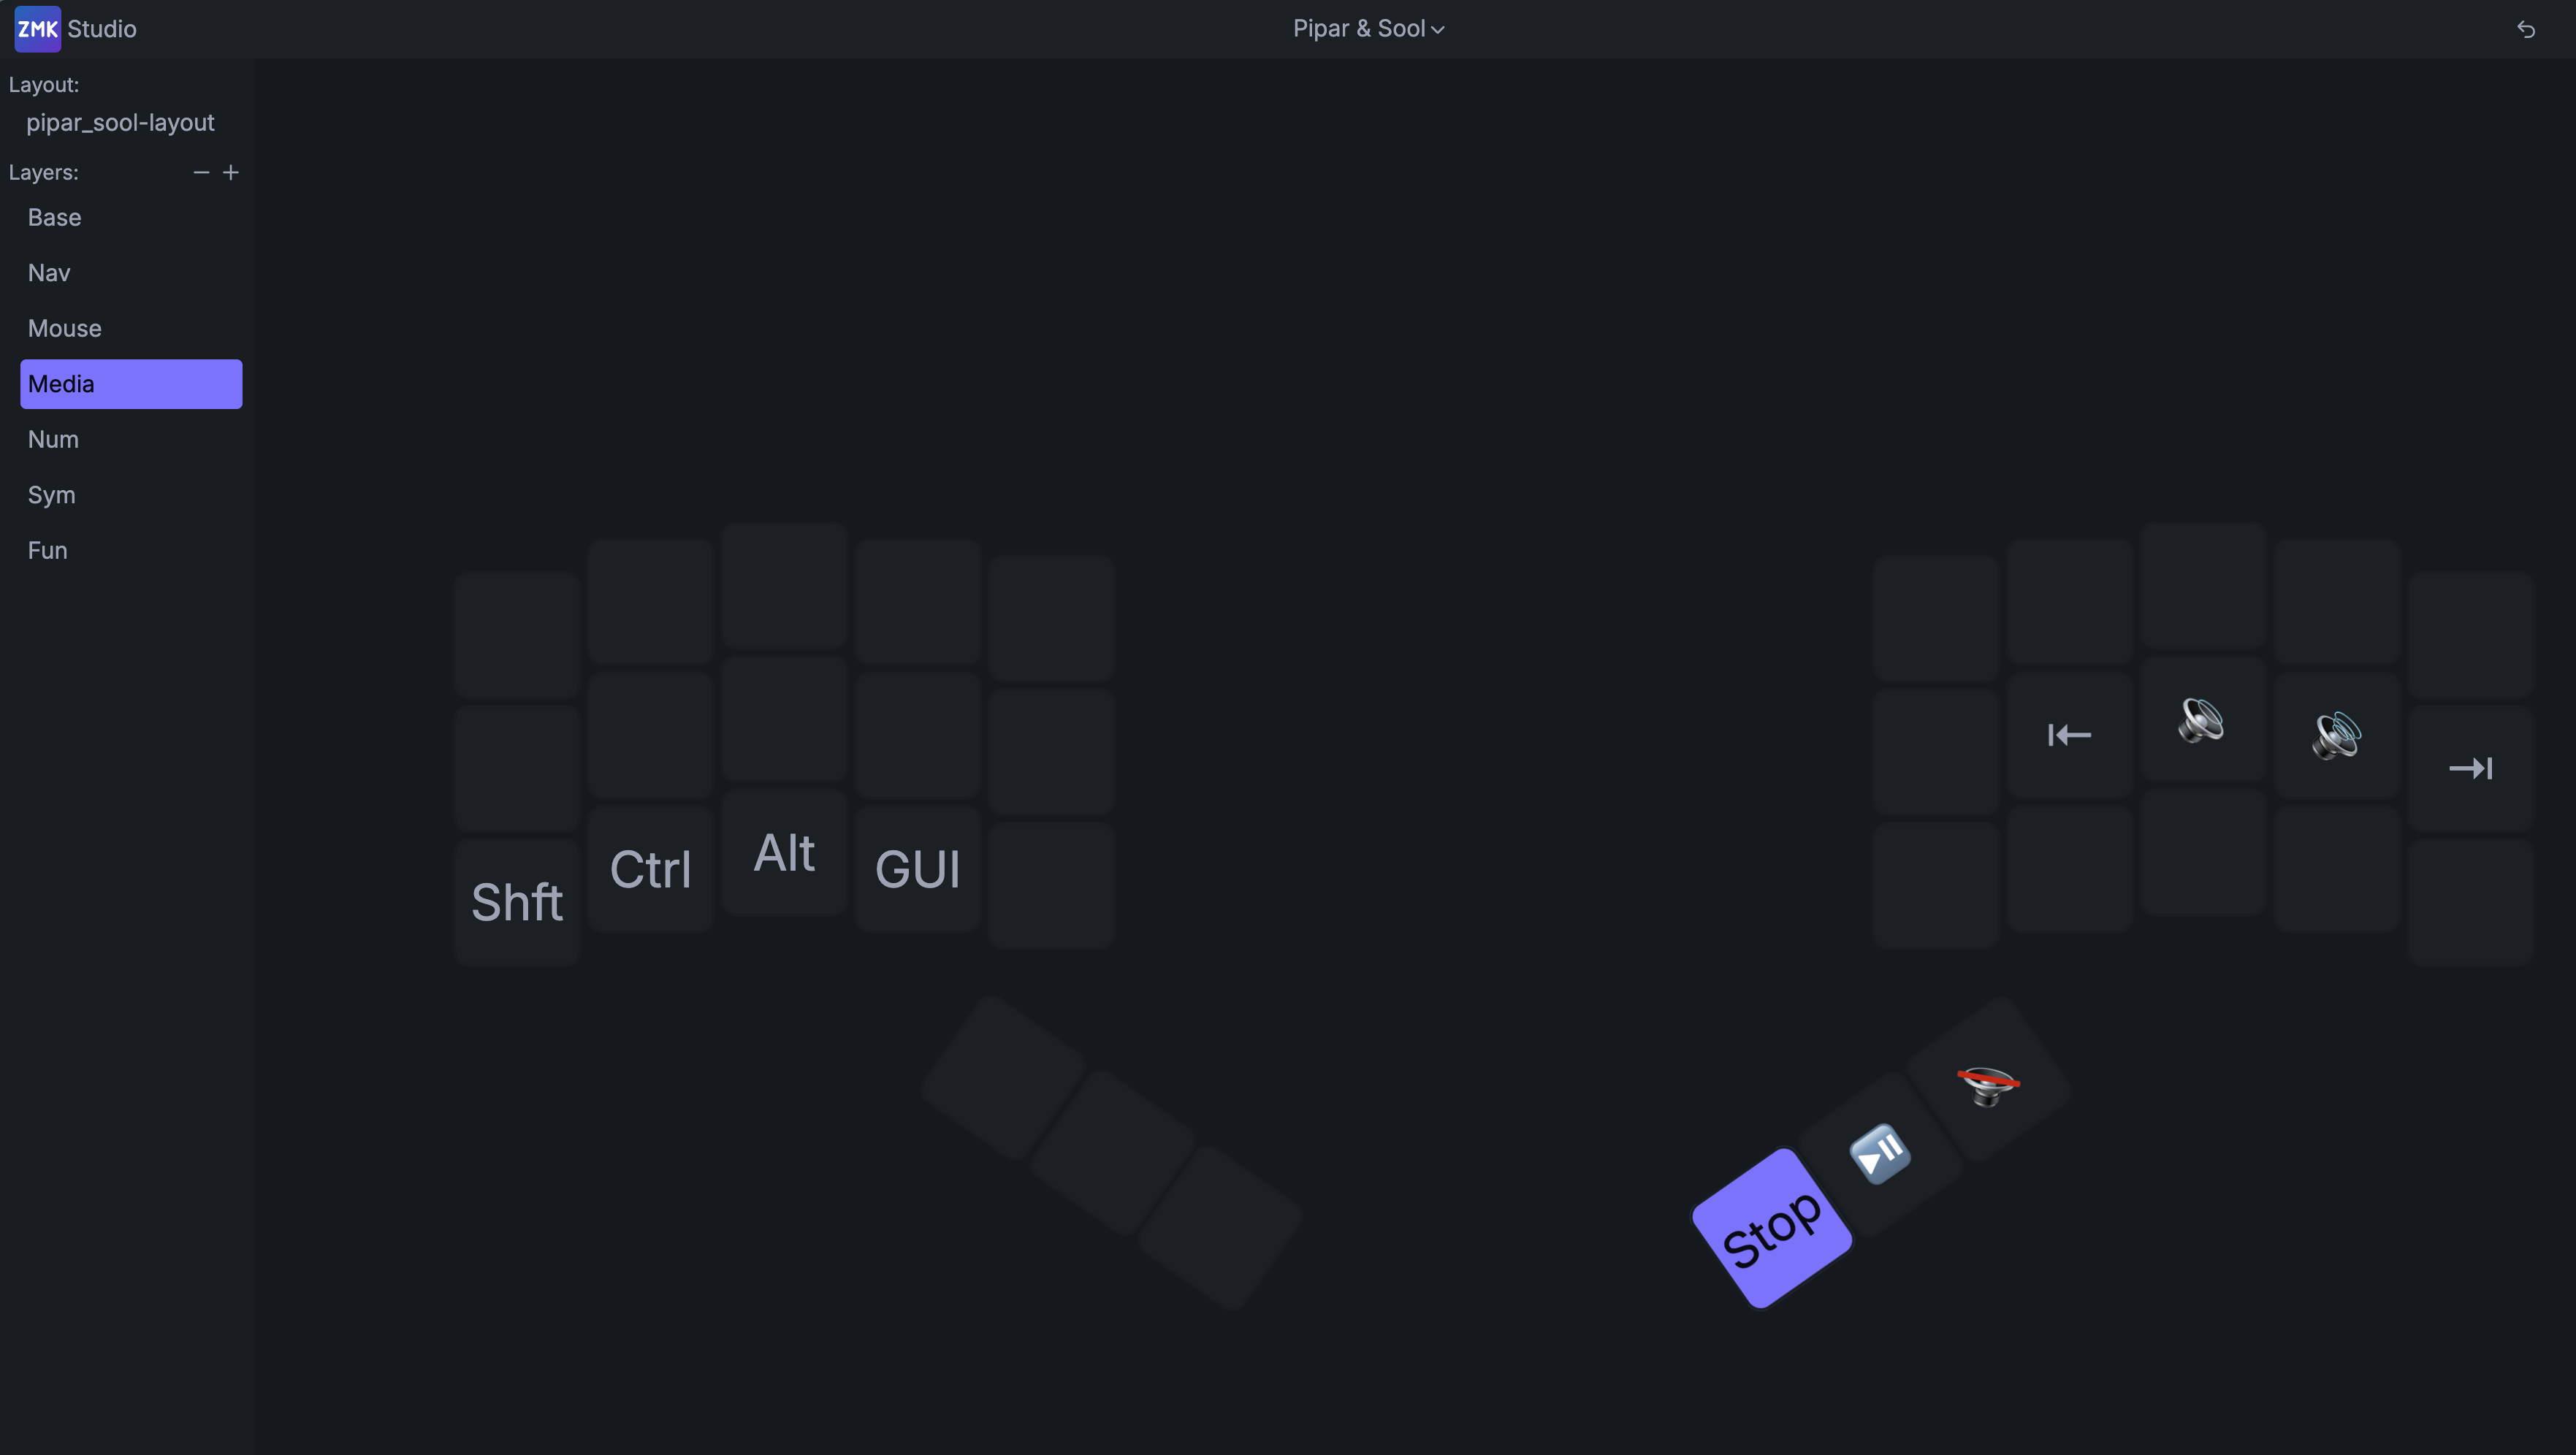 ZMK Studio
Pipar & Sool
Layout:
pipar_sool-layout
Layers:
Base
Nav
Mouse
Media
Num
Sym
Fun
Shft
Ctrl
Alt
GUI
Stop